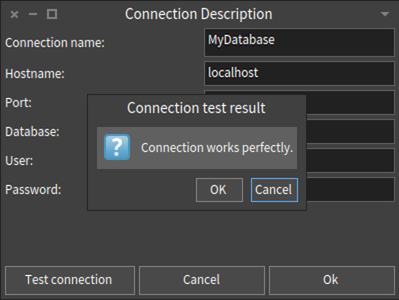 Connection Description
Connection name: MyDatabase
Hostname: localhost
Port:
Database:
User:
Password:
Connection test result
? Connection works perfectly.
OK Cancel
Test connection Cancel Ok